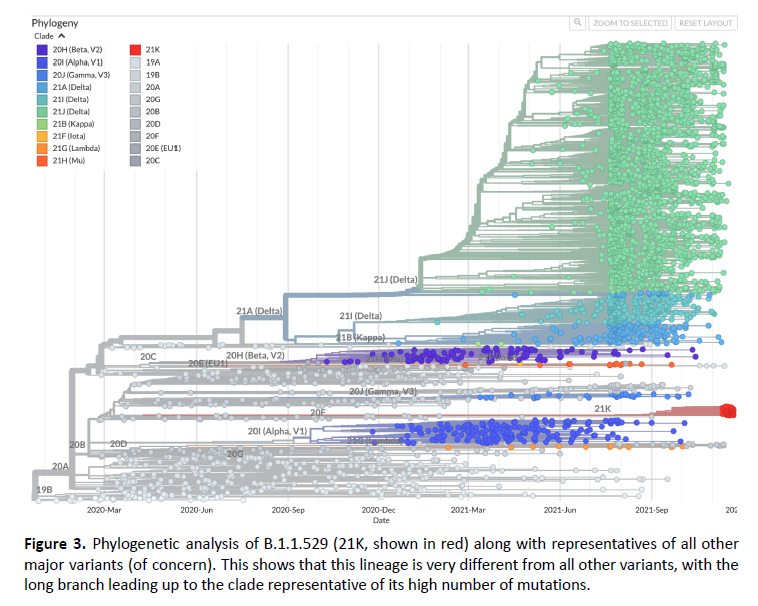 Phylogeny
ZOOM TO SELECTED
RESET LAYOUT
Clade
20H (Beta, V2)
20I (Alpha, V1)
20J (Gamma, V3)
21A (Delta)
21I (Delta)
21J (Delta)
21B (Kappa)
21F (Iota)
21G (Lambda)
21H (Mu)
21K
19A
19B
20A
20G
20B
20D
20F
20E (EU1)
20C
21J (Delta)
21A (Delta)
21I (Delta)
21B (Kappa)
20C
20H (Beta, V2)
20E (EU1)
20J (Gamma, V3)
20F
21K
20I (Alpha, V1)
21G (Lambda)
20B
20D
20G
20A
19B
2020-Mar
2020-Jun
2020-Sep
2020-Dec
2021-Mar
2021-Jun
2021-Sep
202
Date
Figure 3. Phylogenetic analysis of B.1.1.529 (21K, shown in red) along with representatives of all other
major variants (of concern). This shows that this lineage is very different from all other variants, with the
long branch leading up to the clade representative of its high number of mutations.